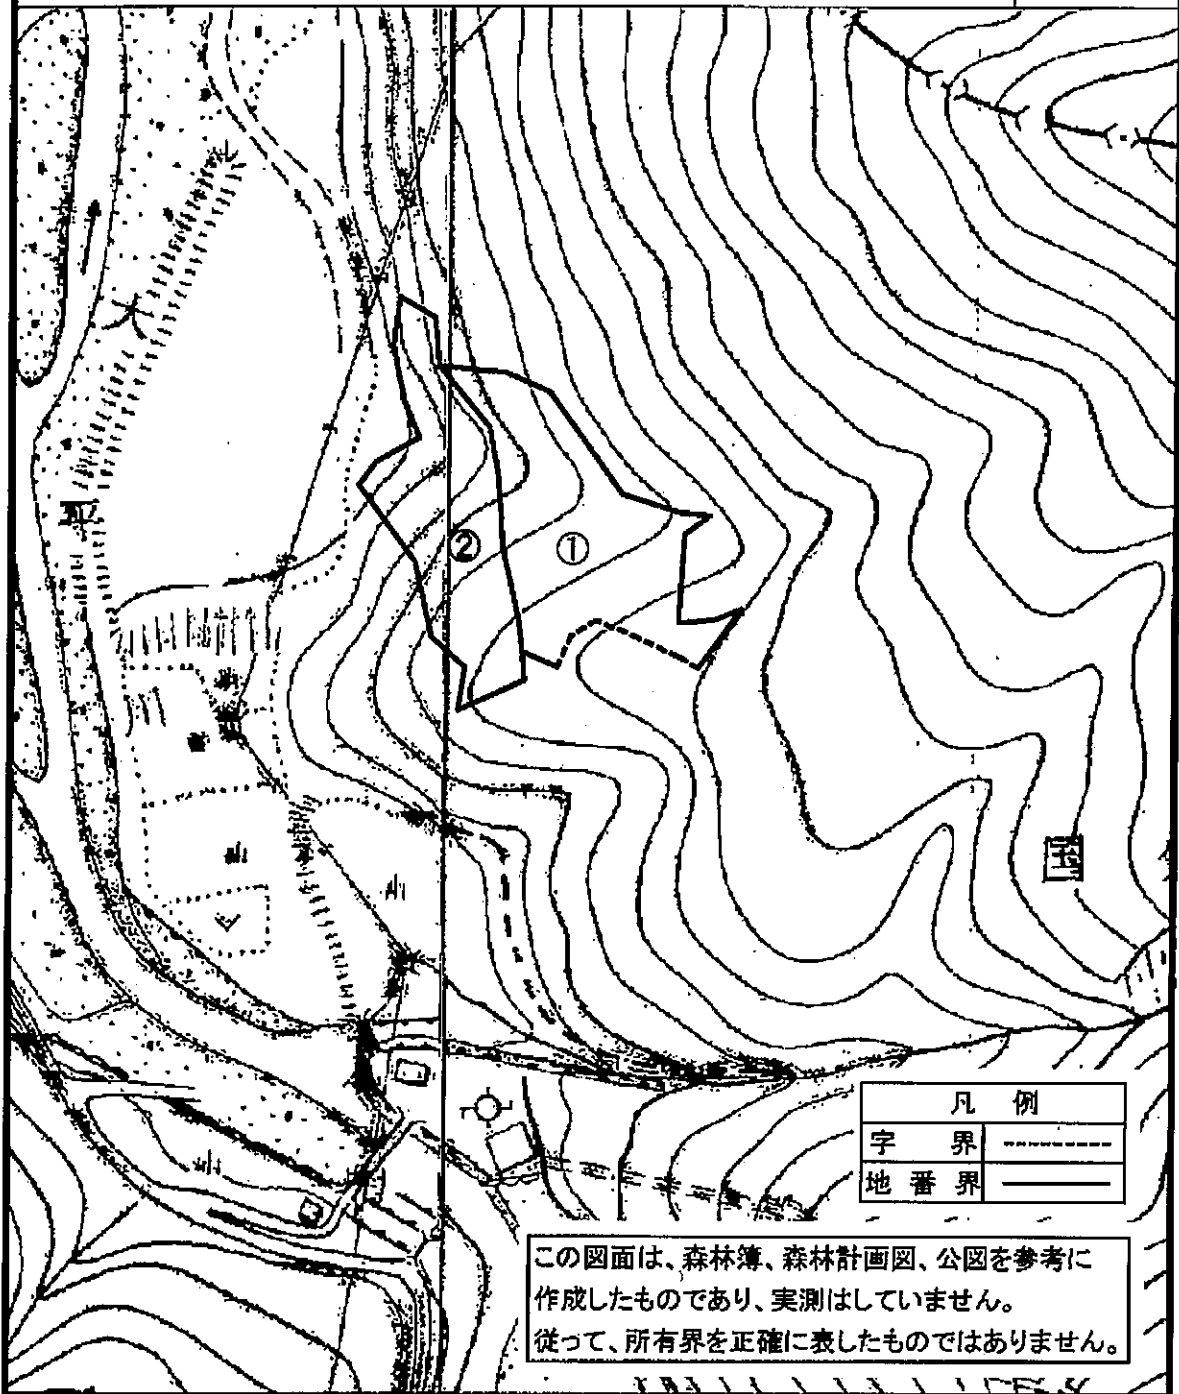 大
平
②
①
玉
凡 例
字 界
地 番 界
この図面は、森林簿、森林計画図、公図を参考に
作成したものであり、実測はしていません。
従って、所有界を正確に表したものではありません。